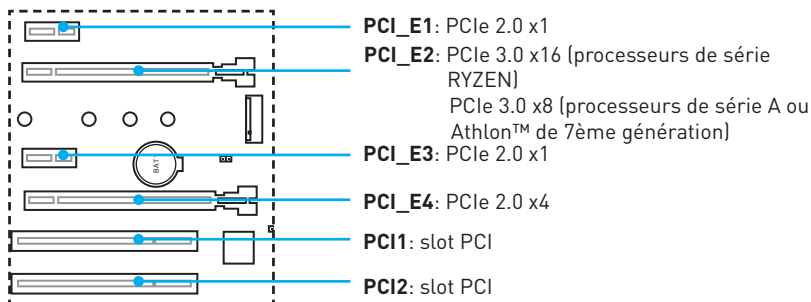 PCI_E1: PCIe 2.0 x1
PCI_E2: PCIe 3.0 x16 (processeurs de série
RYZEN)
PCIe 3.0 x8 (processeurs de série A ou
Athlon™ de 7ème génération)
BAT1
PCI_E3: PCIe 2.0 x1
PCI_E4: PCIe 2.0 x4
PCI1: slot PCI
PCI2: slot PCI